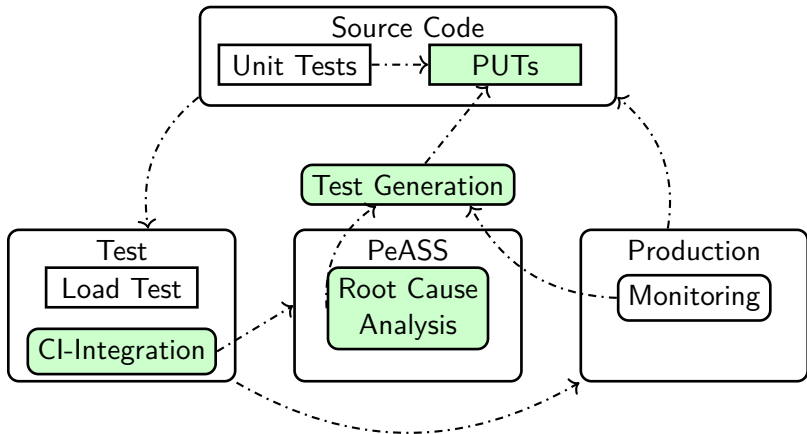 Source Code
Unit Tests
PUTs
Test Generation
Test
Load Test
CI-Integration
PeASS
Root Cause
Analysis
Production
Monitoring